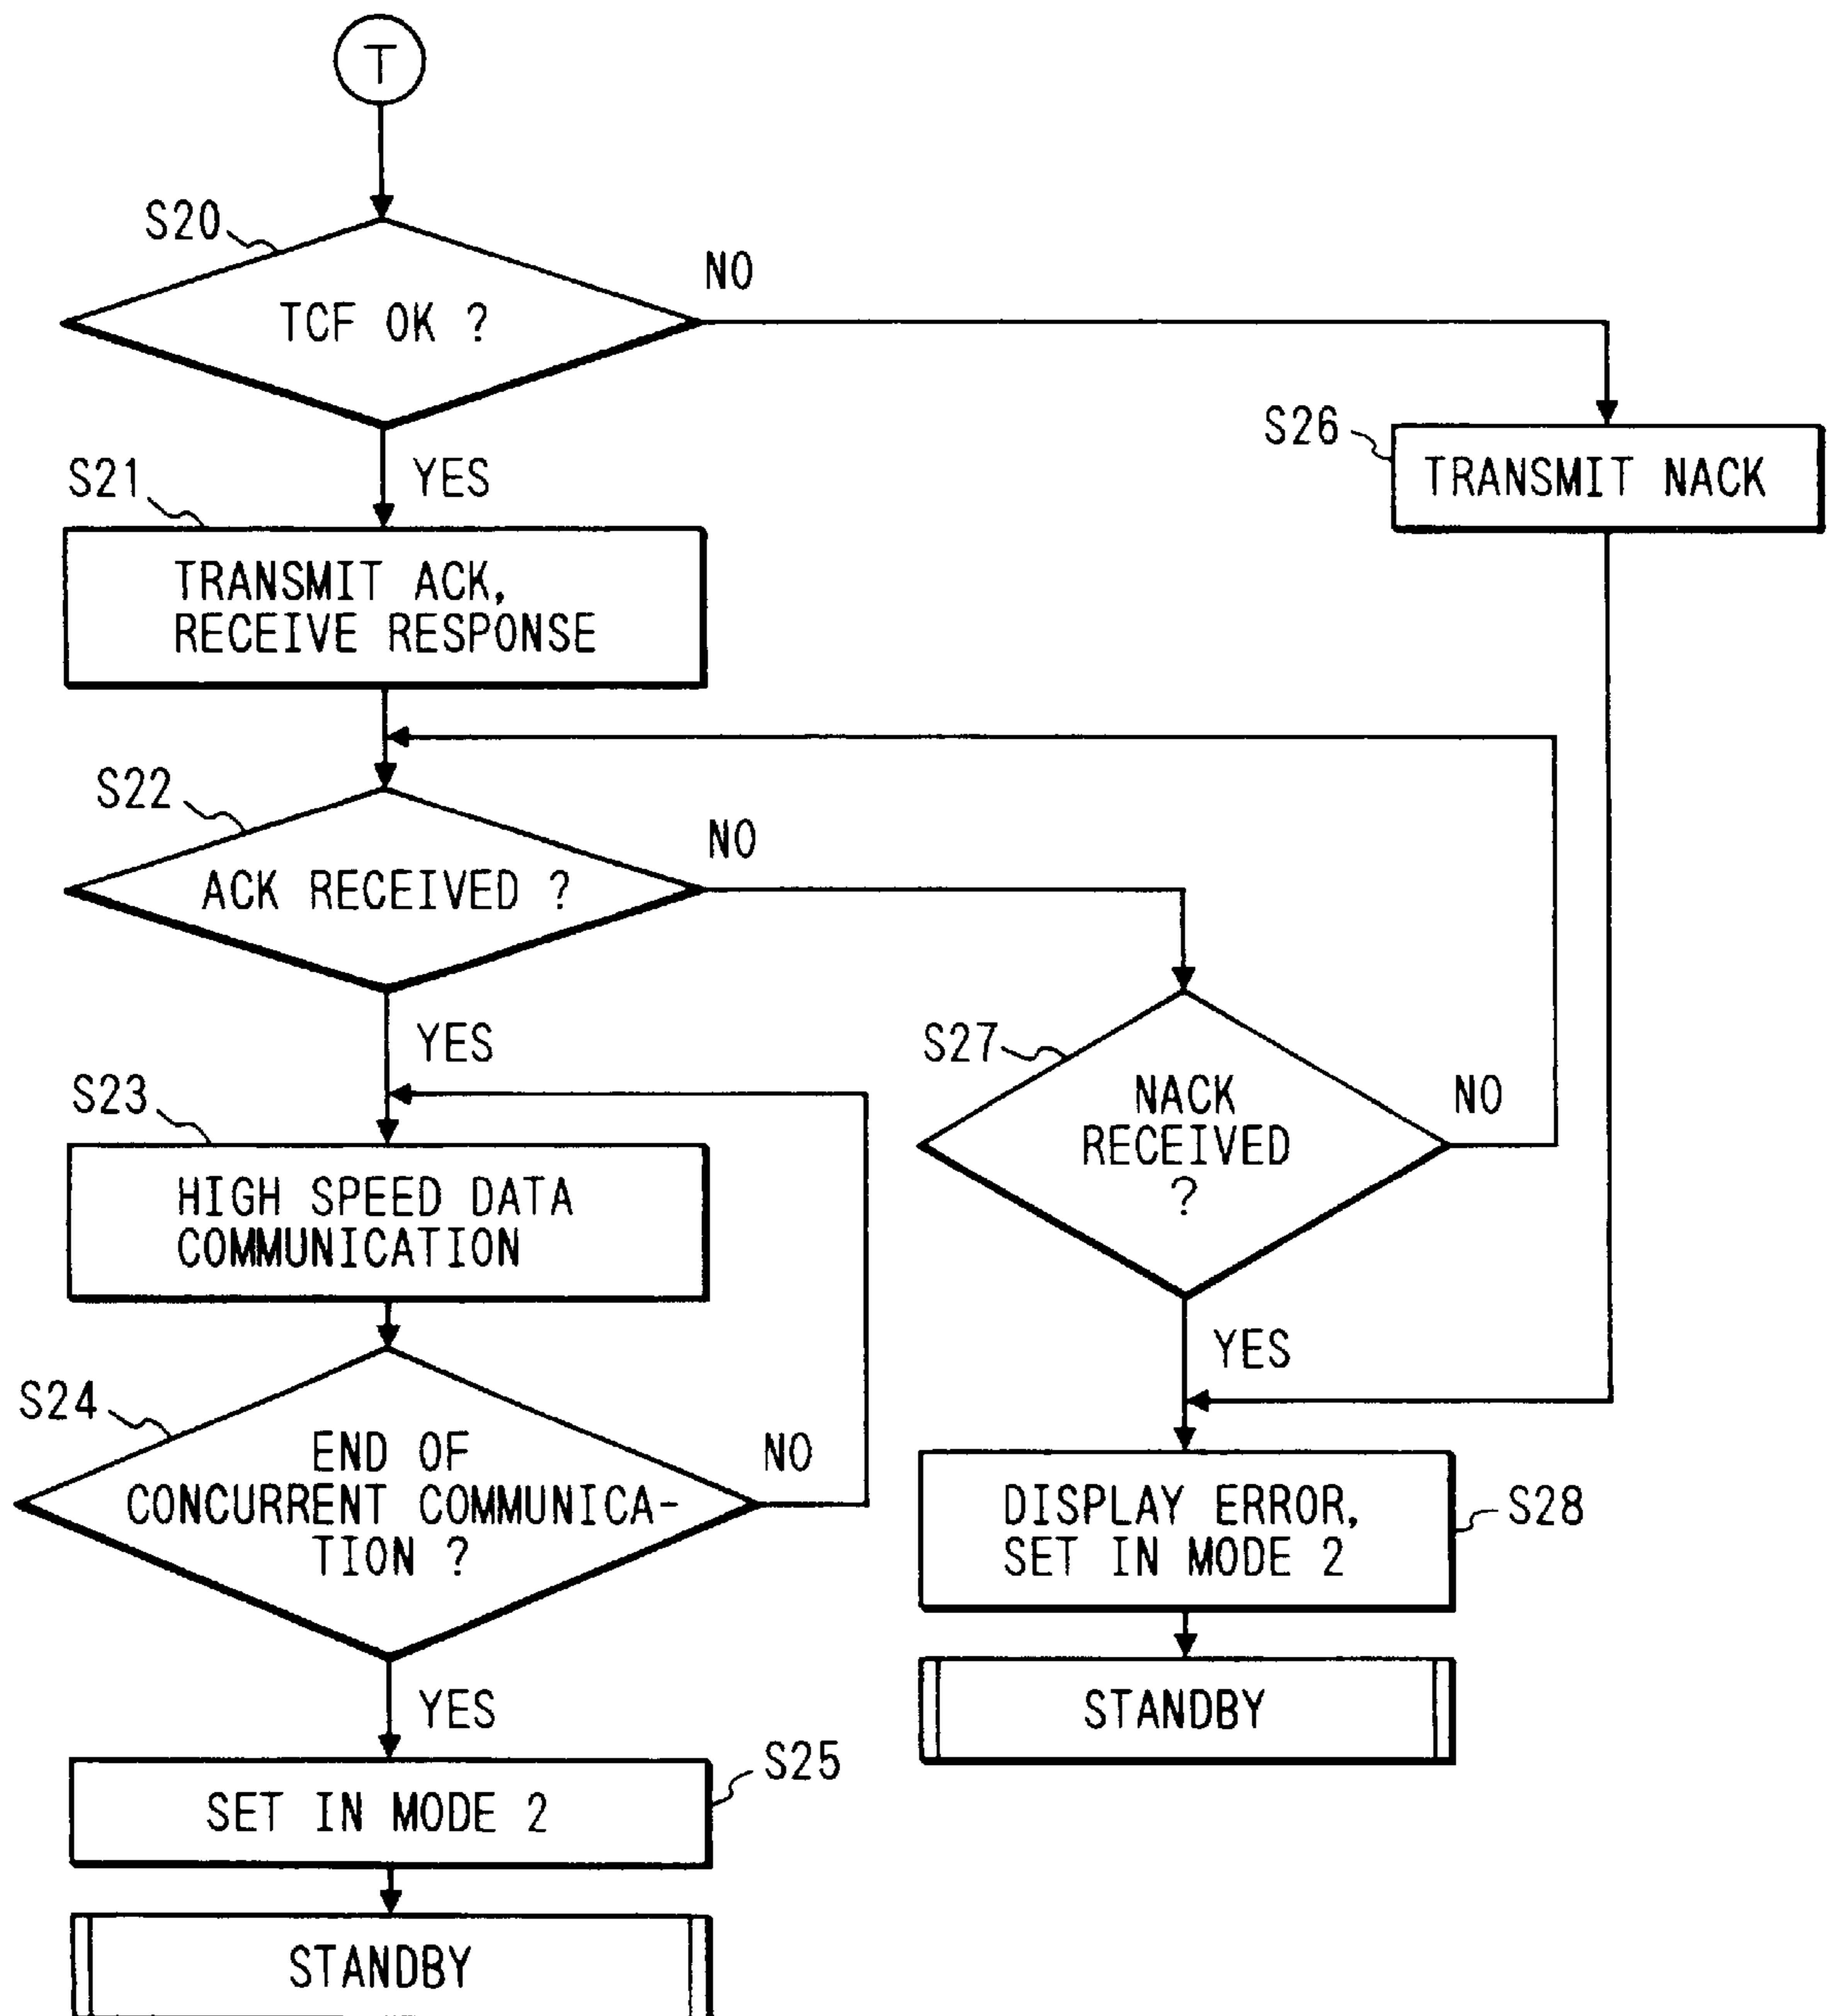 T
S20
TCF OK ?
NO
YES
S21
TRANSMIT ACK,
RECEIVE RESPONSE
S26
TRANSMIT NACK
S22
ACK RECEIVED ?
NO
YES
S27
NACK
RECEIVED
?
NO
YES
S23
HIGH SPEED DATA
COMMUNICATION
S24
END OF
CONCURRENT COMMUNICA-
TION ?
NO
YES
S28
DISPLAY ERROR,
SET IN MODE 2
STANDBY
S25
SET IN MODE 2
STANDBY